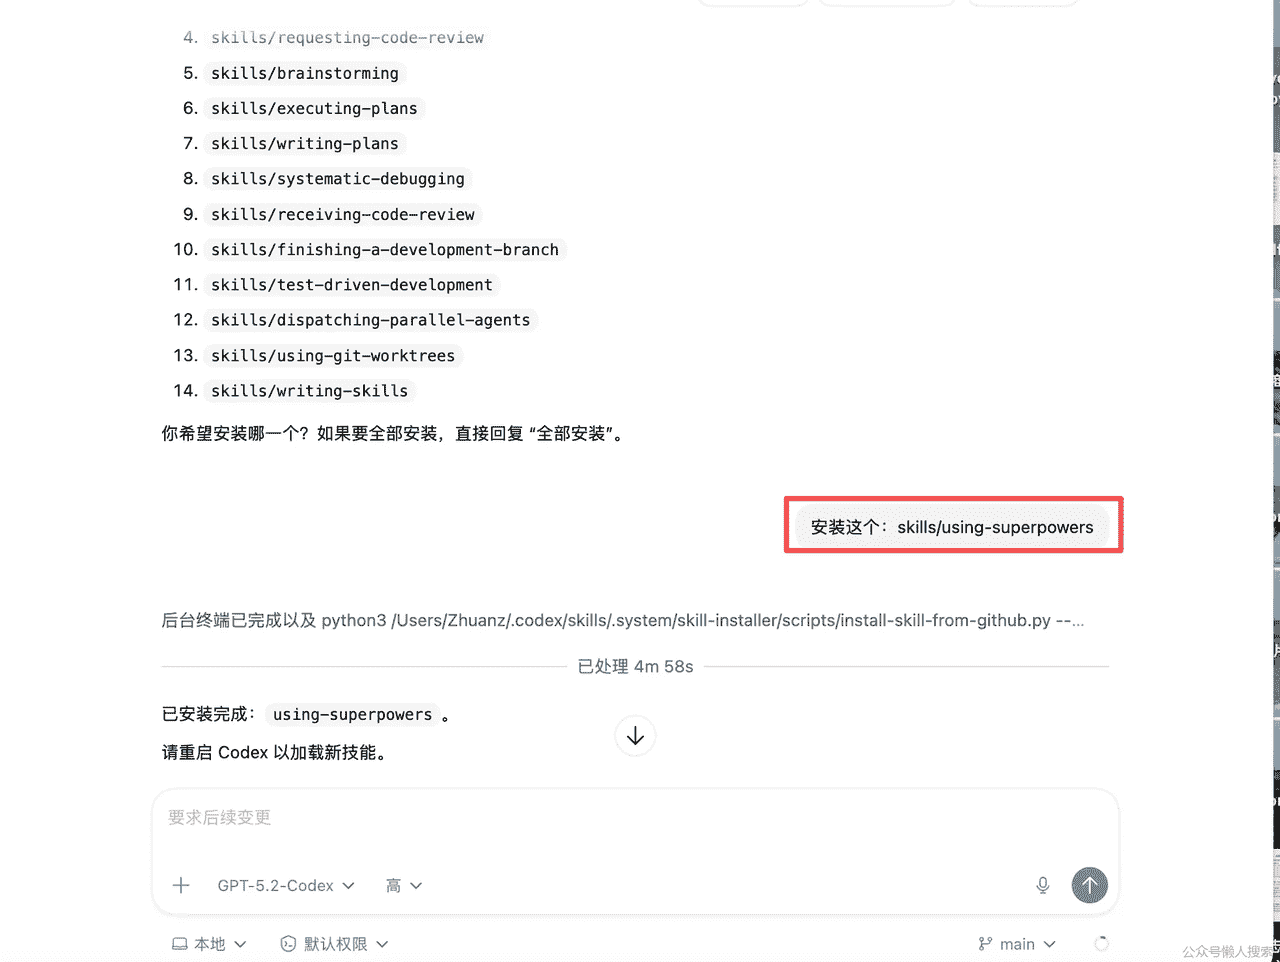 4. skills/requesting-code-review
5. skills/brainstorming
6. skills/executing-plans
7. skills/writing-plans
8. skills/systematic-debugging
9. skills/receiving-code-review
10. skills/finishing-a-development-branch
11. skills/test-driven-development
12. skills/dispatching-parallel-agents
13. skills/using-git-worktrees
14. skills/writing-skills
你希望安装哪一个？如果要全部安装，直接回复 “全部安装”。
安装这个：skills/using-superpowers
后台终端已完成以及 python3 /Users/Zhuanz/.codex/skills/.system/skill-installer/scripts/install-skill-from-github.py --...
已处理 4m 58s
已安装完成： using-superpowers 。
请重启 Codex 以加载新技能。
要求后续变更
GPT-5.2-Codex 高
本地 默认权限 main
公众号懒人搜索